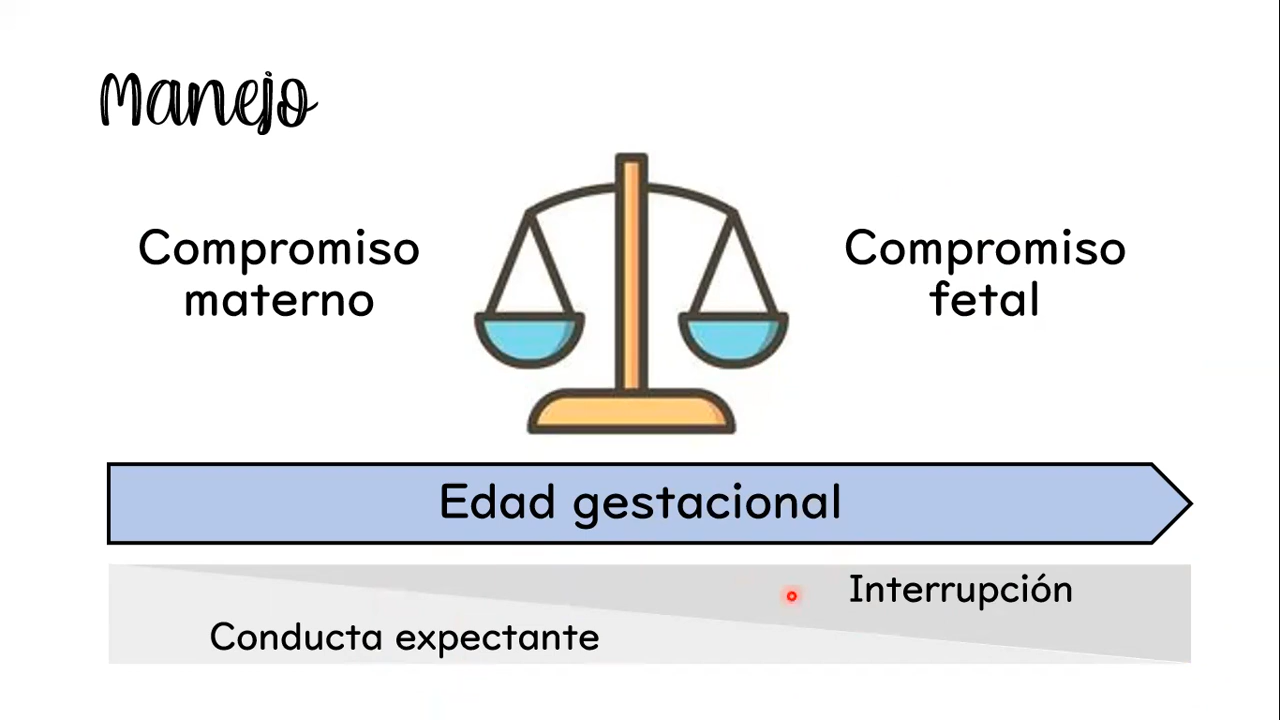 Manejo
Compromiso
materno
Compromiso
fetal
Edad gestacional
Interrupción
Conducta expectante